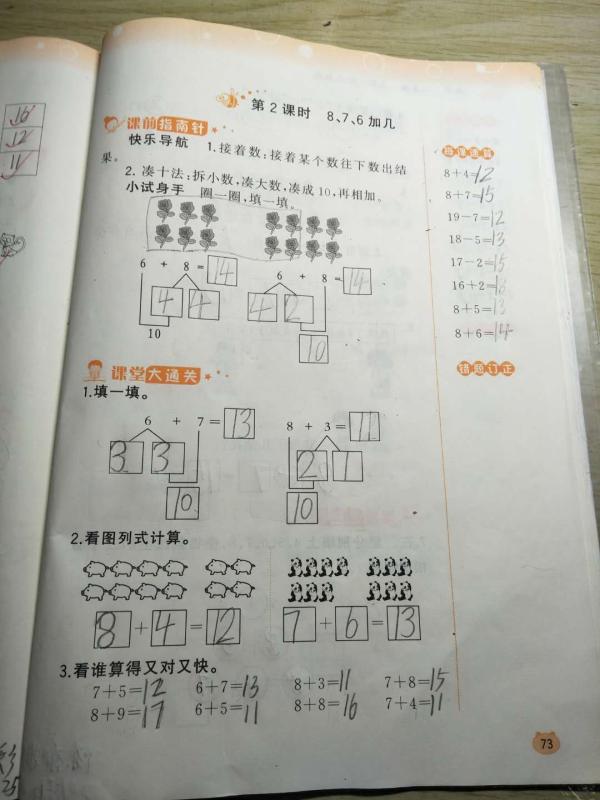 第2课时 8、7、6加几
课前指南针
快乐导航 1.接着数:接着某个数往下数出结
果。
2.凑十法:拆小数,凑大数,凑成10,再相加。
小试身手 圈一圈,填一填。
6 + 8 = 14
4 4
10
6 + 8 = 14
4 2
10
课堂大通关
1.填一填。
6 + 7 = 13
3 3
10
8 + 3 = 11
2 1
10
2.看图列式计算。
8 + 4 = 12
7 + 6 = 13
3.看谁算得又对又快。
7+5=12 6+7=13 8+3=11 7+8=15
8+9=17 6+5=11 8+8=16 7+4=11
每课速算
8+4=12
8+7=15
19-7=12
18-5=13
17-2=15
16+2=18
8+5=13
8+6=14
错题订正
73
16
12
11
25